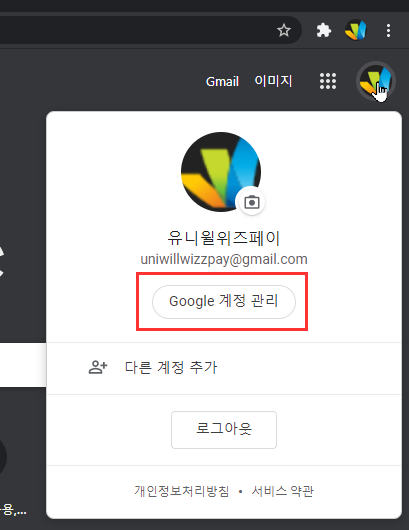 Gmail 이미지
유니윌위즈페이
uniwillwizzpay@gmail.com
Google 계정 관리
다른 계정 추가
로그아웃
개인정보처리방침 • 서비스 약관
사용,...